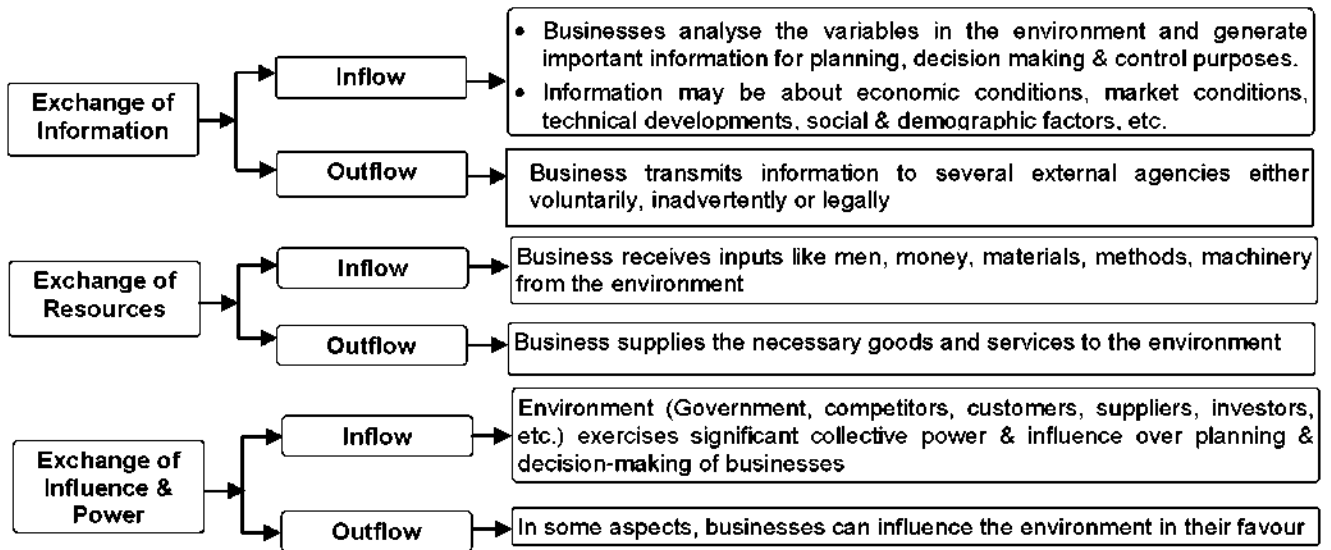 Exchange of
Information
Inflow
• Businesses analyse the variables in the environment and generate
important information for planning, decision making & control purposes.
• Information may be about economic conditions, market conditions,
technical developments, social & demographic factors, etc.
Outflow
Business transmits information to several external agencies either
voluntarily, inadvertently or legally
Exchange of
Resources
Inflow
Business receives inputs like men, money, materials, methods, machinery
from the environment
Outflow
Business supplies the necessary goods and services to the environment
Exchange of
Influence &
Power
Inflow
Environment (Government, competitors, customers, suppliers, investors,
etc.) exercises significant collective power & influence over planning &
decision-making of businesses
Outflow
In some aspects, businesses can influence the environment in their favour